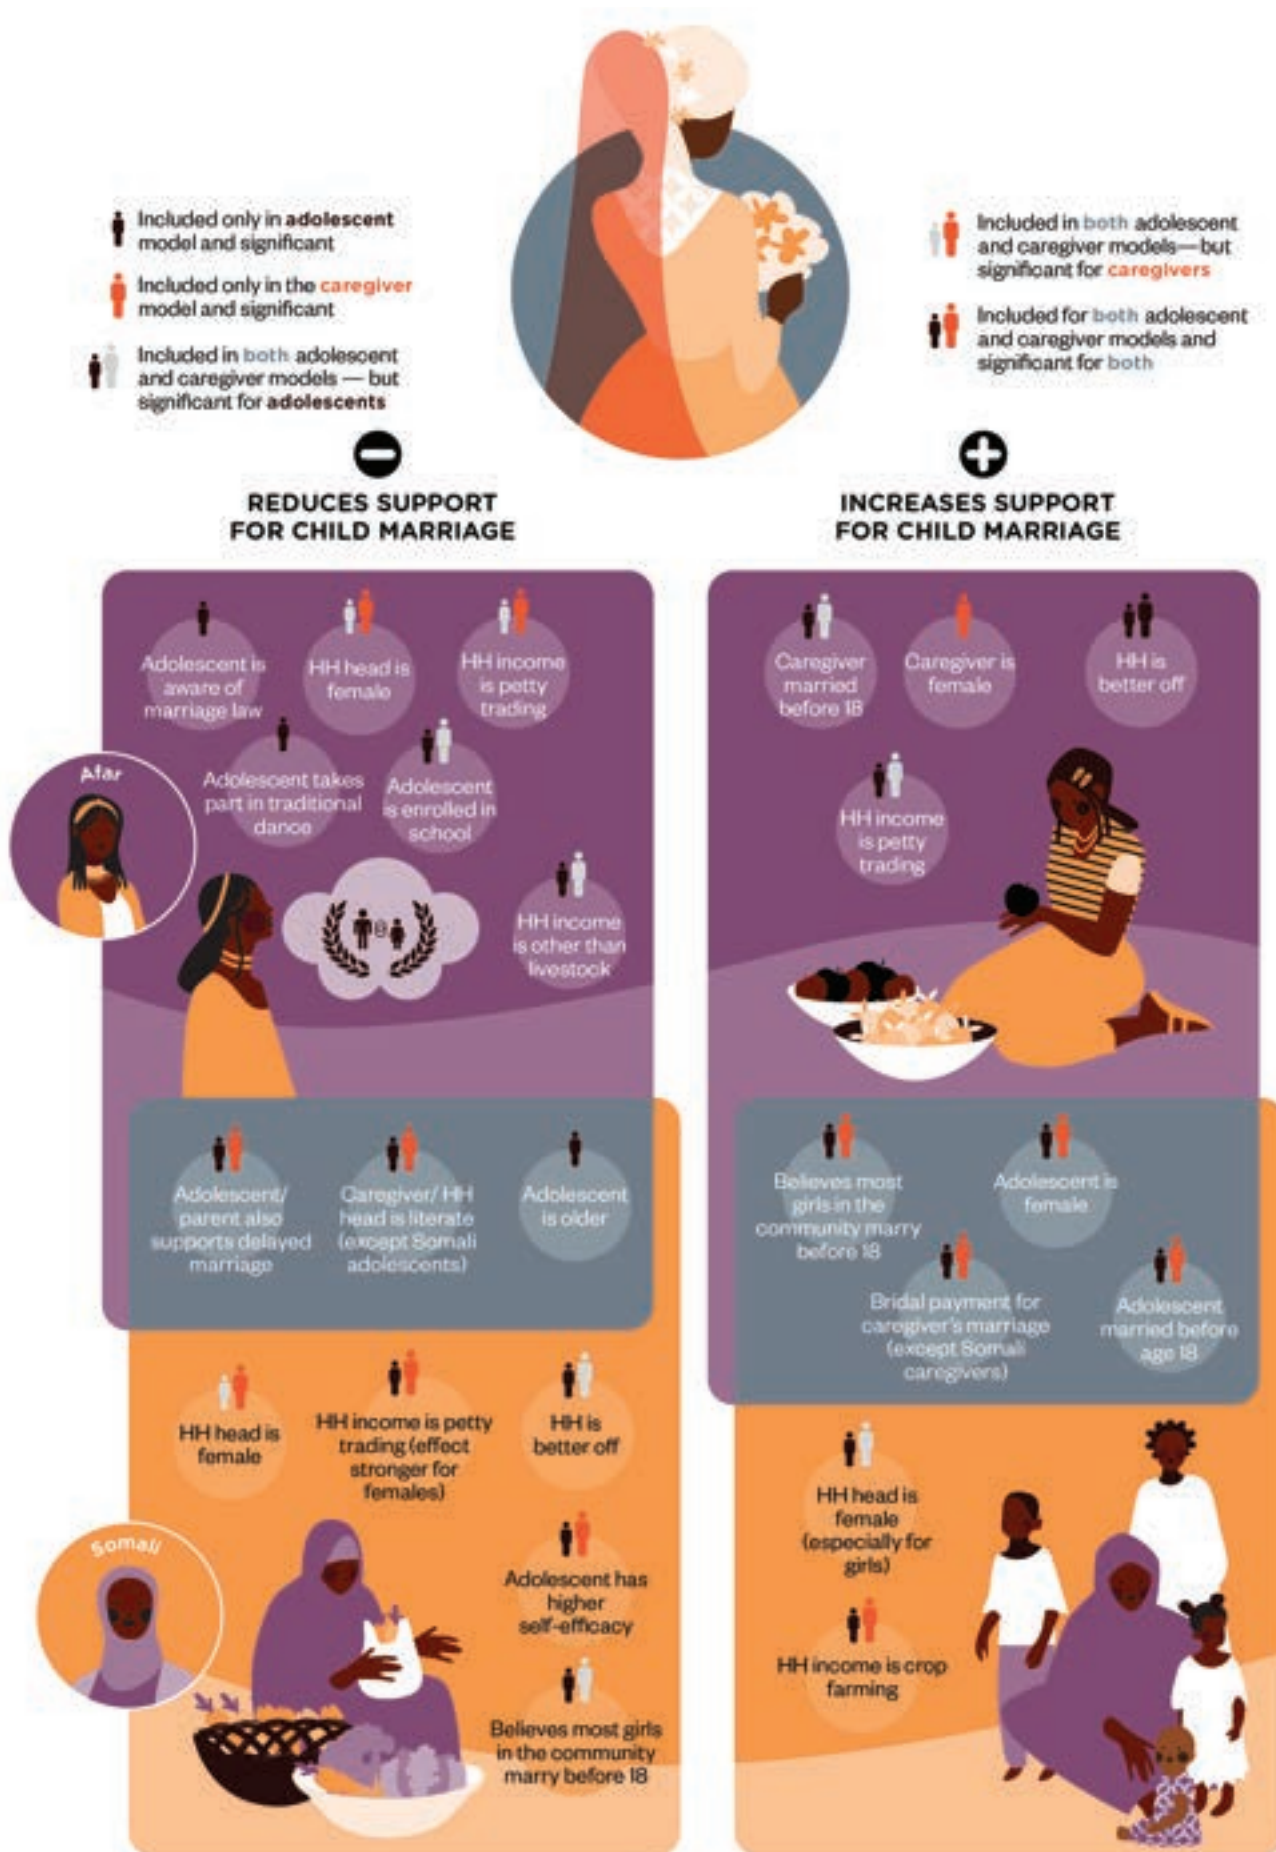 Included only in adolescent
model and significant
Included only in the caregiver
model and significant
Included in both adolescent
and caregiver models — but
significant for adolescents
Included in both adolescent
and caregiver models—but
significant for caregivers
Included for both adolescent
and caregiver models and
significant for both
REDUCES SUPPORT
FOR CHILD MARRIAGE
Adolescent is
aware of
marriage law
HH head is
female
HH income
is petty
trading
Adolescent takes
part in traditional
dance
Adolescent
is enrolled in
school
Afar
HH income
is other than
livestock
Adolescent/
parent also
supports delayed
marriage
Caregiver/ HH
head is literate
(except Somali
adolescents)
Adolescent
is older
HH head is
female
HH income is petty
trading (effect
stronger for
females)
HH is
better off
Somali
Adolescent has
higher
self-efficacy
Believes most girls
in the community
marry before 18
INCREASES SUPPORT
FOR CHILD MARRIAGE
Caregiver
married
before 18
Caregiver is
female
HH is
better off
HH income
is petty
trading
Believes most
girls in the
community marry
before 18
Adolescent is
female
Bridal payment for
caregiver's marriage
(except Somali
caregivers)
Adolescent
married before
age 18
HH head is
female
(especially for
girls)
HH income is crop
farming